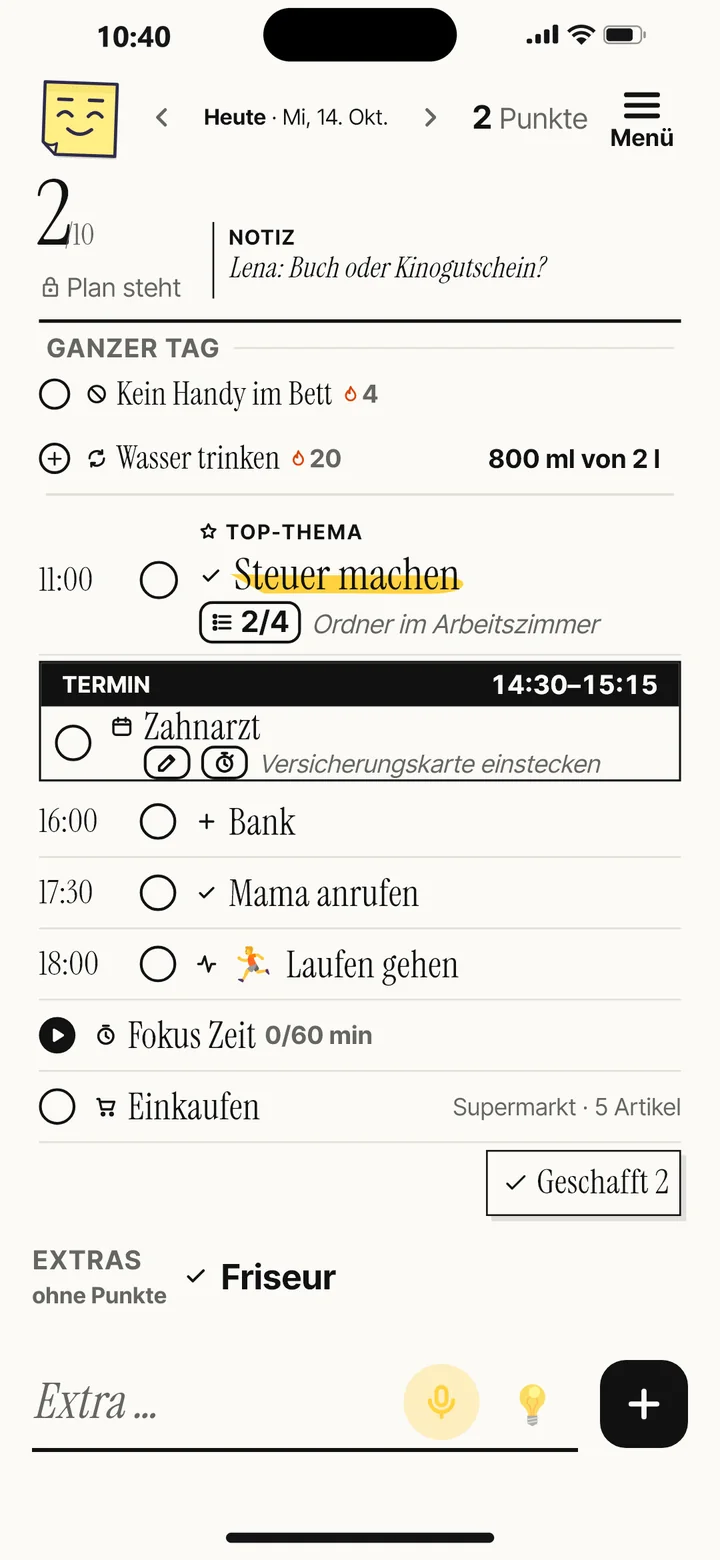 10:40
Heute · Mi, 14. Okt.
2 Punkte
Menü
2/10
Plan steht
NOTIZ
Lena: Buch oder Kinogutschein?
GANZER TAG
Kein Handy im Bett 4
Wasser trinken 20 800 ml von 2 l
TOP-THEMA
11:00 Steuer machen
2/4 Ordner im Arbeitszimmer
TERMIN 14:30–15:15
Zahnarzt
Versicherungskarte einstecken
16:00 + Bank
17:30 Mama anrufen
18:00 Laufen gehen
Fokus Zeit 0/60 min
Einkaufen Supermarkt · 5 Artikel
Geschafft 2
EXTRAS
ohne Punkte
Friseur
Extra ...